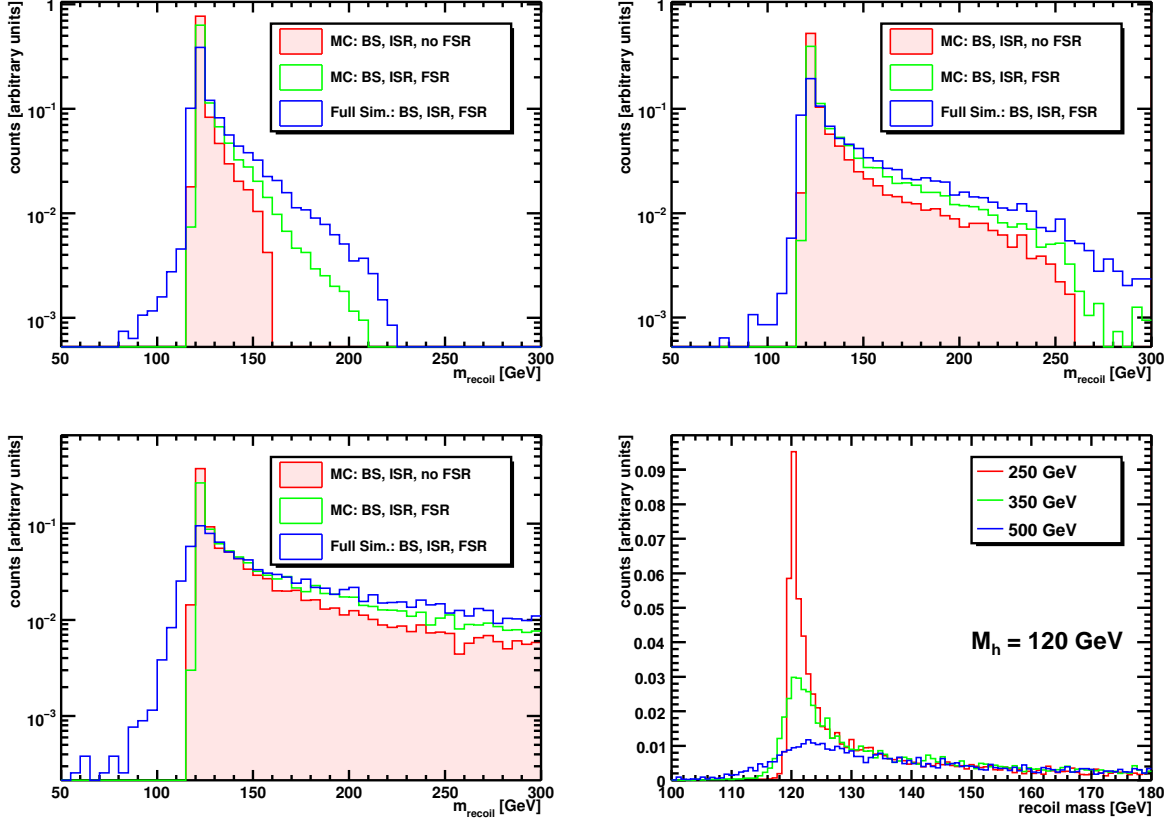 counts [arbitrary units]
1
10⁻¹
10⁻²
10⁻³
MC: BS, ISR, no FSR
MC: BS, ISR, FSR
Full Sim.: BS, ISR, FSR
50 100 150 200 250 300
m_recoil [GeV]
counts [arbitrary units]
1
10⁻¹
10⁻²
10⁻³
MC: BS, ISR, no FSR
MC: BS, ISR, FSR
Full Sim.: BS, ISR, FSR
50 100 150 200 250 300
m_recoil [GeV]
counts [arbitrary units]
10⁻¹
10⁻²
10⁻³
MC: BS, ISR, no FSR
MC: BS, ISR, FSR
Full Sim.: BS, ISR, FSR
50 100 150 200 250 300
m_recoil [GeV]
counts [arbitrary units]
0.09
0.08
0.07
0.06
0.05
0.04
0.03
0.02
0.01
0
250 GeV
350 GeV
500 GeV
M_h = 120 GeV
100 110 120 130 140 150 160 170 180
recoil mass [GeV]